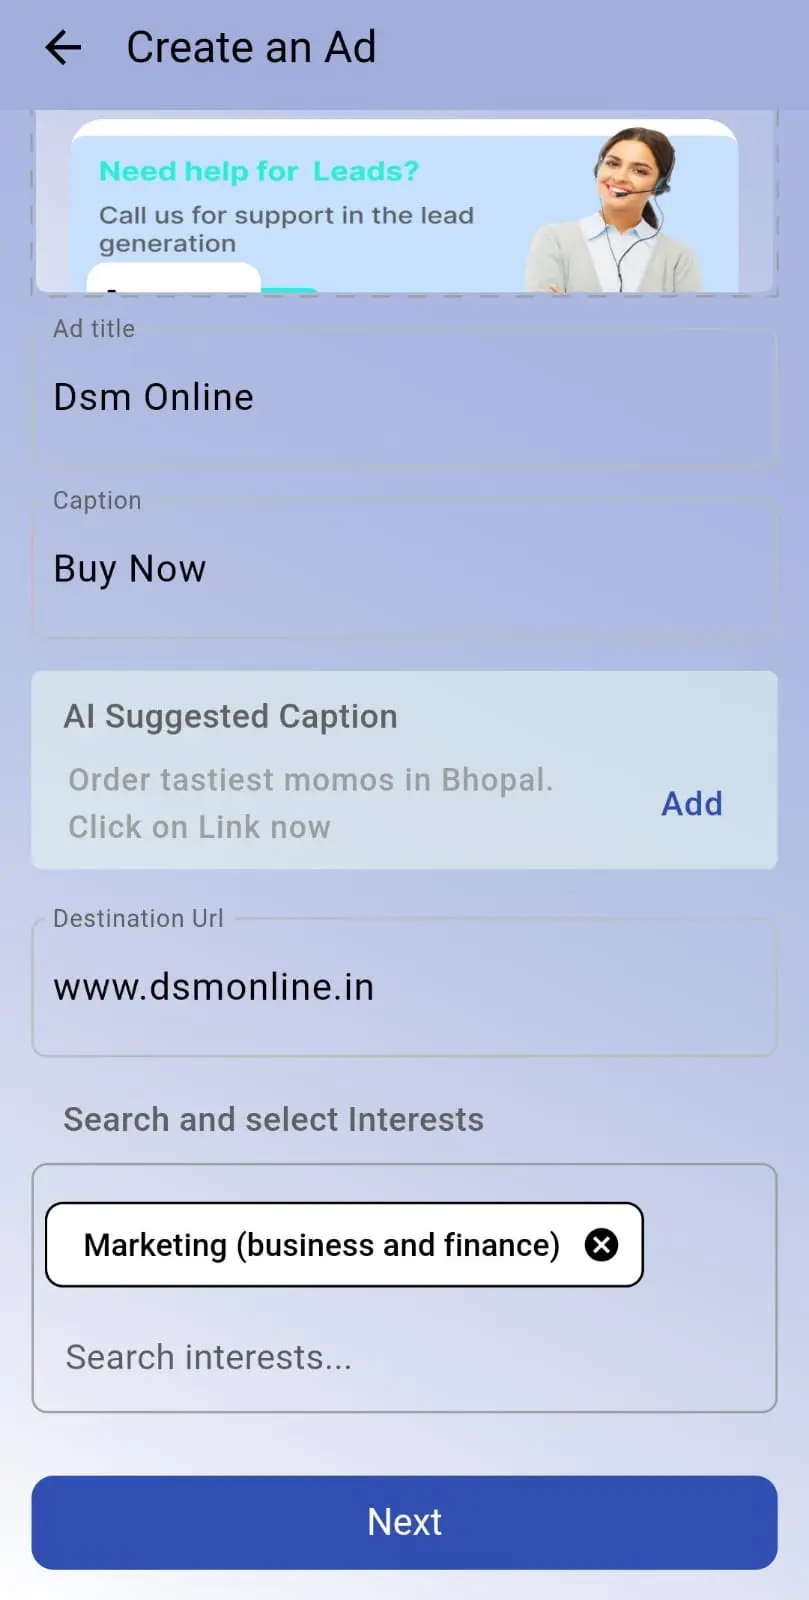 Create an Ad
Need help for Leads?
Call us for support in the lead
generation
Ad title
Dsm Online
Caption
Buy Now
AI Suggested Caption
Order tastiest momos in Bhopal.
Click on Link now
Add
Destination Url
www.dsmonline.in
Search and select Interests
Marketing (business and finance)
Search interests...
Next